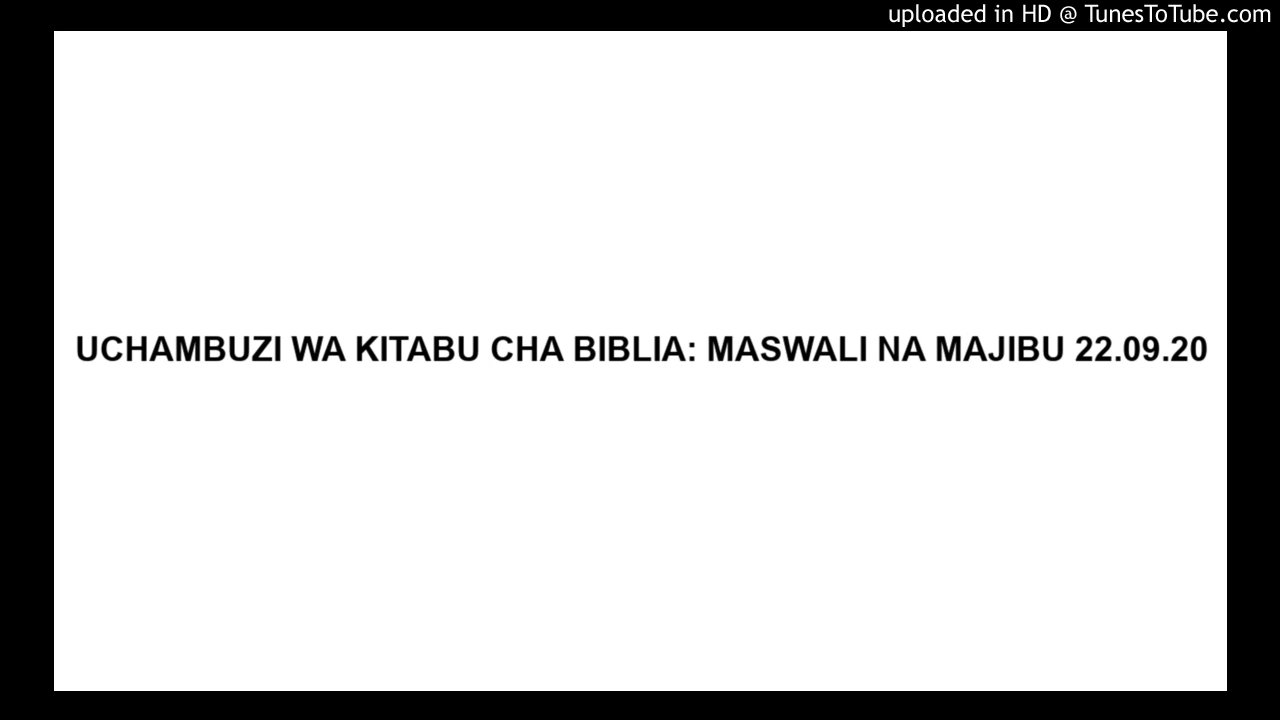 uploaded in HD @ TunesToTube.com
UCHAMBUZI WA KITABU CHA BIBLIA: MASWALI NA MAJIBU 22.09.20